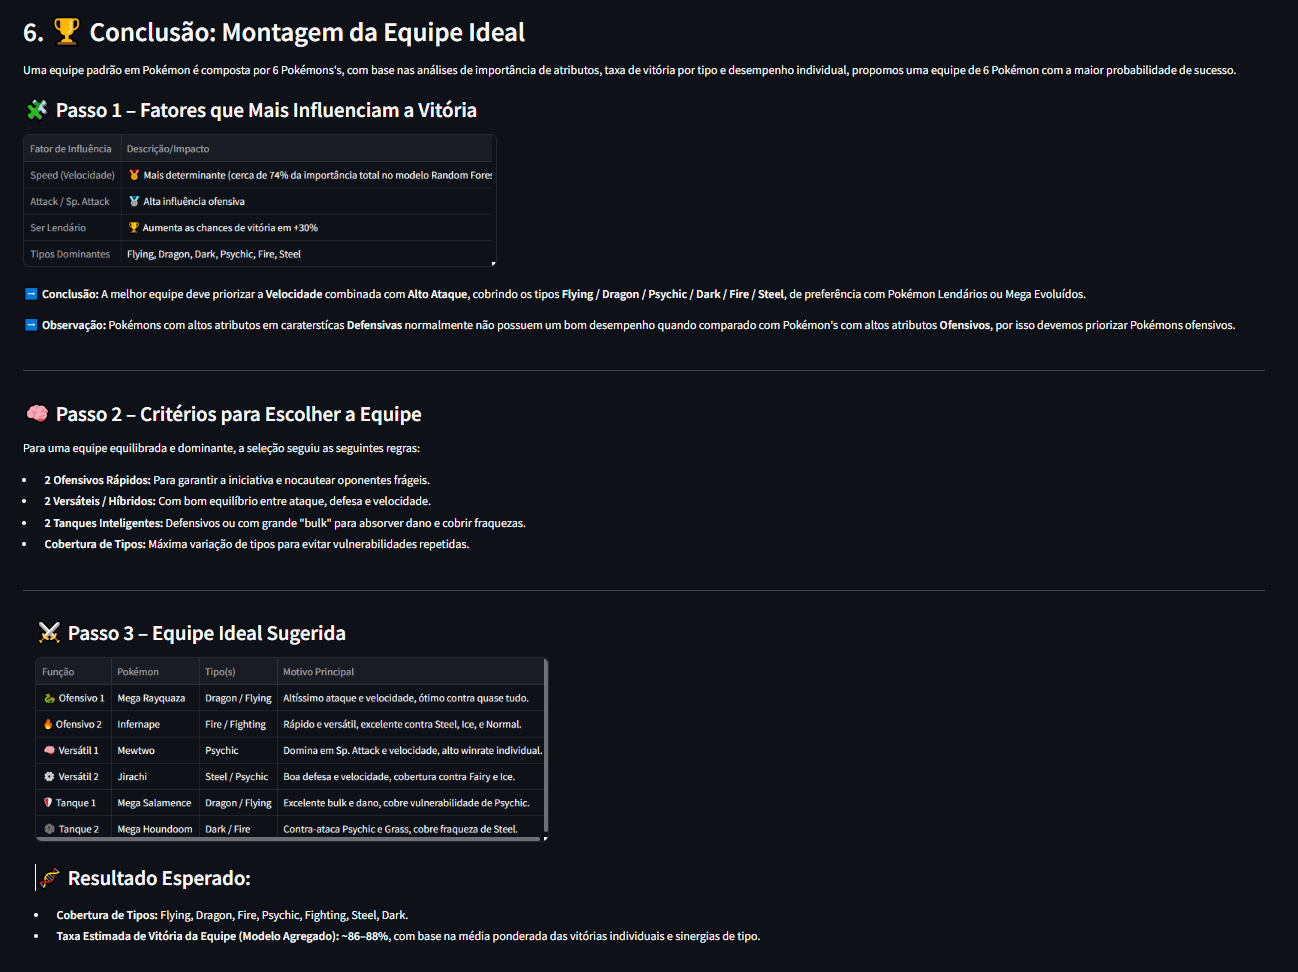 6. 🏆 Conclusão: Montagem da Equipe Ideal
Uma equipe padrão em Pokémon é composta por 6 Pokémons's, com base nas análises de importância de atributos, taxa de vitória por tipo e desempenho individual, propomos uma equipe de 6 Pokémon com a maior probabilidade de sucesso.
🧩 Passo 1 – Fatores que Mais Influenciam a Vitória
Fator de Influência Descrição/Impacto
Speed (Velocidade) 🏅 Mais determinante (cerca de 74% da importância total no modelo Random Fores
Attack / Sp. Attack 🥈 Alta influência ofensiva
Ser Lendário 🏆 Aumenta as chances de vitória em +30%
Tipos Dominantes Flying, Dragon, Dark, Psychic, Fire, Steel
➡️ Conclusão: A melhor equipe deve priorizar a Velocidade combinada com Alto Ataque, cobrindo os tipos Flying / Dragon / Psychic / Dark / Fire / Steel, de preferência com Pokémon Lendários ou Mega Evoluídos.
➡️ Observação: Pokémons com altos atributos em caraterstícas Defensivas normalmente não possuem um bom desempenho quando comparado com Pokémon's com altos atributos Ofensivos, por isso devemos priorizar Pokémons ofensivos.
🧠 Passo 2 – Critérios para Escolher a Equipe
Para uma equipe equilibrada e dominante, a seleção seguiu as seguintes regras:
• 2 Ofensivos Rápidos: Para garantir a iniciativa e nocautear oponentes frágeis.
• 2 Versáteis / Híbridos: Com bom equilíbrio entre ataque, defesa e velocidade.
• 2 Tanques Inteligentes: Defensivos ou com grande "bulk" para absorver dano e cobrir fraquezas.
• Cobertura de Tipos: Máxima variação de tipos para evitar vulnerabilidades repetidas.
⚔️ Passo 3 – Equipe Ideal Sugerida
Função Pokémon Tipo(s) Motivo Principal
🐉 Ofensivo 1 Mega Rayquaza Dragon / Flying Altíssimo ataque e velocidade, ótimo contra quase tudo.
🔥 Ofensivo 2 Infernape Fire / Fighting Rápido e versátil, excelente contra Steel, Ice, e Normal.
🧠 Versátil 1 Mewtwo Psychic Domina em Sp. Attack e velocidade, alto winrate individual.
⚙️ Versátil 2 Jirachi Steel / Psychic Boa defesa e velocidade, cobertura contra Fairy e Ice.
🛡️ Tanque 1 Mega Salamence Dragon / Flying Excelente bulk e dano, cobre vulnerabilidade de Psychic.
Tanque 2 Mega Houndoom Dark / Fire Contra-ataca Psychic e Grass, cobre fraqueza de Steel.
🧬 Resultado Esperado:
• Cobertura de Tipos: Flying, Dragon, Fire, Psychic, Fighting, Steel, Dark.
• Taxa Estimada de Vitória da Equipe (Modelo Agregado): ~86–88%, com base na média ponderada das vitórias individuais e sinergias de tipo.